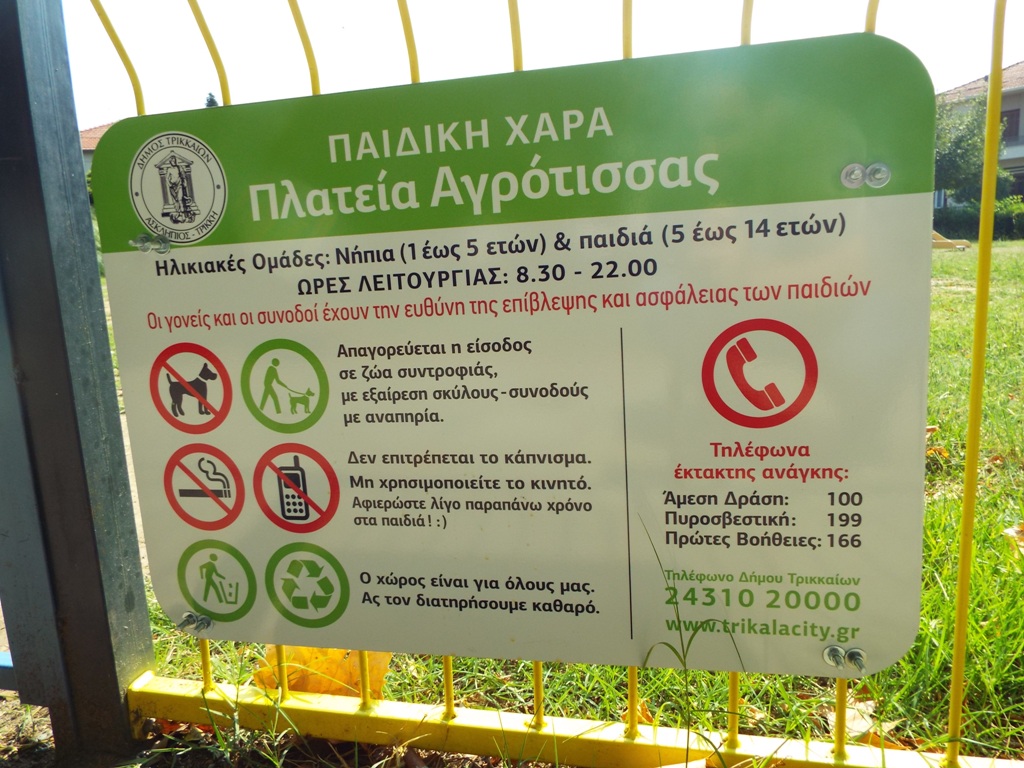 ΔΗΜΟΣ ΤΡΙΚΚΑΙΩΝ
ΑΣΚΛΗΠΙΟΣ - ΤΡΙΚΚΗ
ΠΑΙΔΙΚΗ ΧΑΡΑ
Πλατεία Αγρότισσας
Ηλικιακές Ομάδες: Νήπια (1 έως 5 ετών) & παιδιά (5 έως 14 ετών)
ΩΡΕΣ ΛΕΙΤΟΥΡΓΙΑΣ: 8.30 - 22.00
Οι γονείς και οι συνοδοί έχουν την ευθύνη της επίβλεψης και ασφάλειας των παιδιών
Απαγορεύεται η είσοδος
σε ζώα συντροφιάς,
με εξαίρεση σκύλους-συνοδούς
με αναπηρία.
Δεν επιτρέπεται το κάπνισμα.
Μη χρησιμοποιείτε το κινητό.
Αφιερώστε λίγο παραπάνω χρόνο
στα παιδιά! :)
Ο χώρος είναι για όλους μας.
Ας τον διατηρήσουμε καθαρό.
Τηλέφωνα
έκτακτης ανάγκης:
Άμεση Δράση: 100
Πυροσβεστική: 199
Πρώτες Βοήθειες: 166
Τηλέφωνο Δήμου Τρικκαίων
24310 20000
www.trikalacity.gr